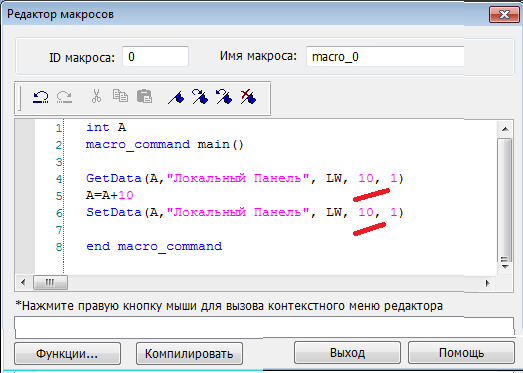 Редактор макросов
ID макроса: 0 Имя макроса: macro_0
1 int A
2 macro_command main()
3
4 GetData(A,"Локальный Панель", LW, 10, 1)
5 A=A+10
6 SetData(A,"Локальный Панель", LW, 10, 1)
7
8 end macro_command
*Нажмите правую кнопку мыши для вызова контекстного меню редактора
Функции... Компилировать Выход Помощь